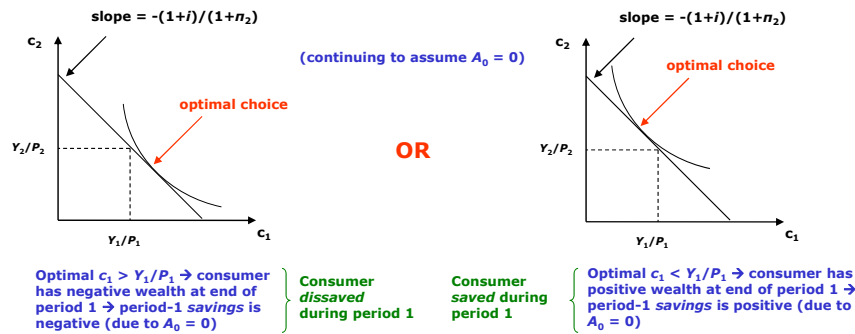 slope = -(1+i)/(1+π₂)
c₂
(continuing to assume A₀ = 0)
optimal choice
Y₂/P₂
Y₁/P₁
c₁
OR
slope = -(1+i)/(1+π₂)
c₂
optimal choice
Y₂/P₂
Y₁/P₁
c₁
Optimal c₁ > Y₁/P₁ → consumer
has negative wealth at end of
period 1 → period-1 savings is
negative (due to A₀ = 0)
Consumer
dissaved
during period 1
Consumer
saved during
period 1
Optimal c₁ < Y₁/P₁ → consumer has
positive wealth at end of period 1 →
period-1 savings is positive (due to
A₀ = 0)